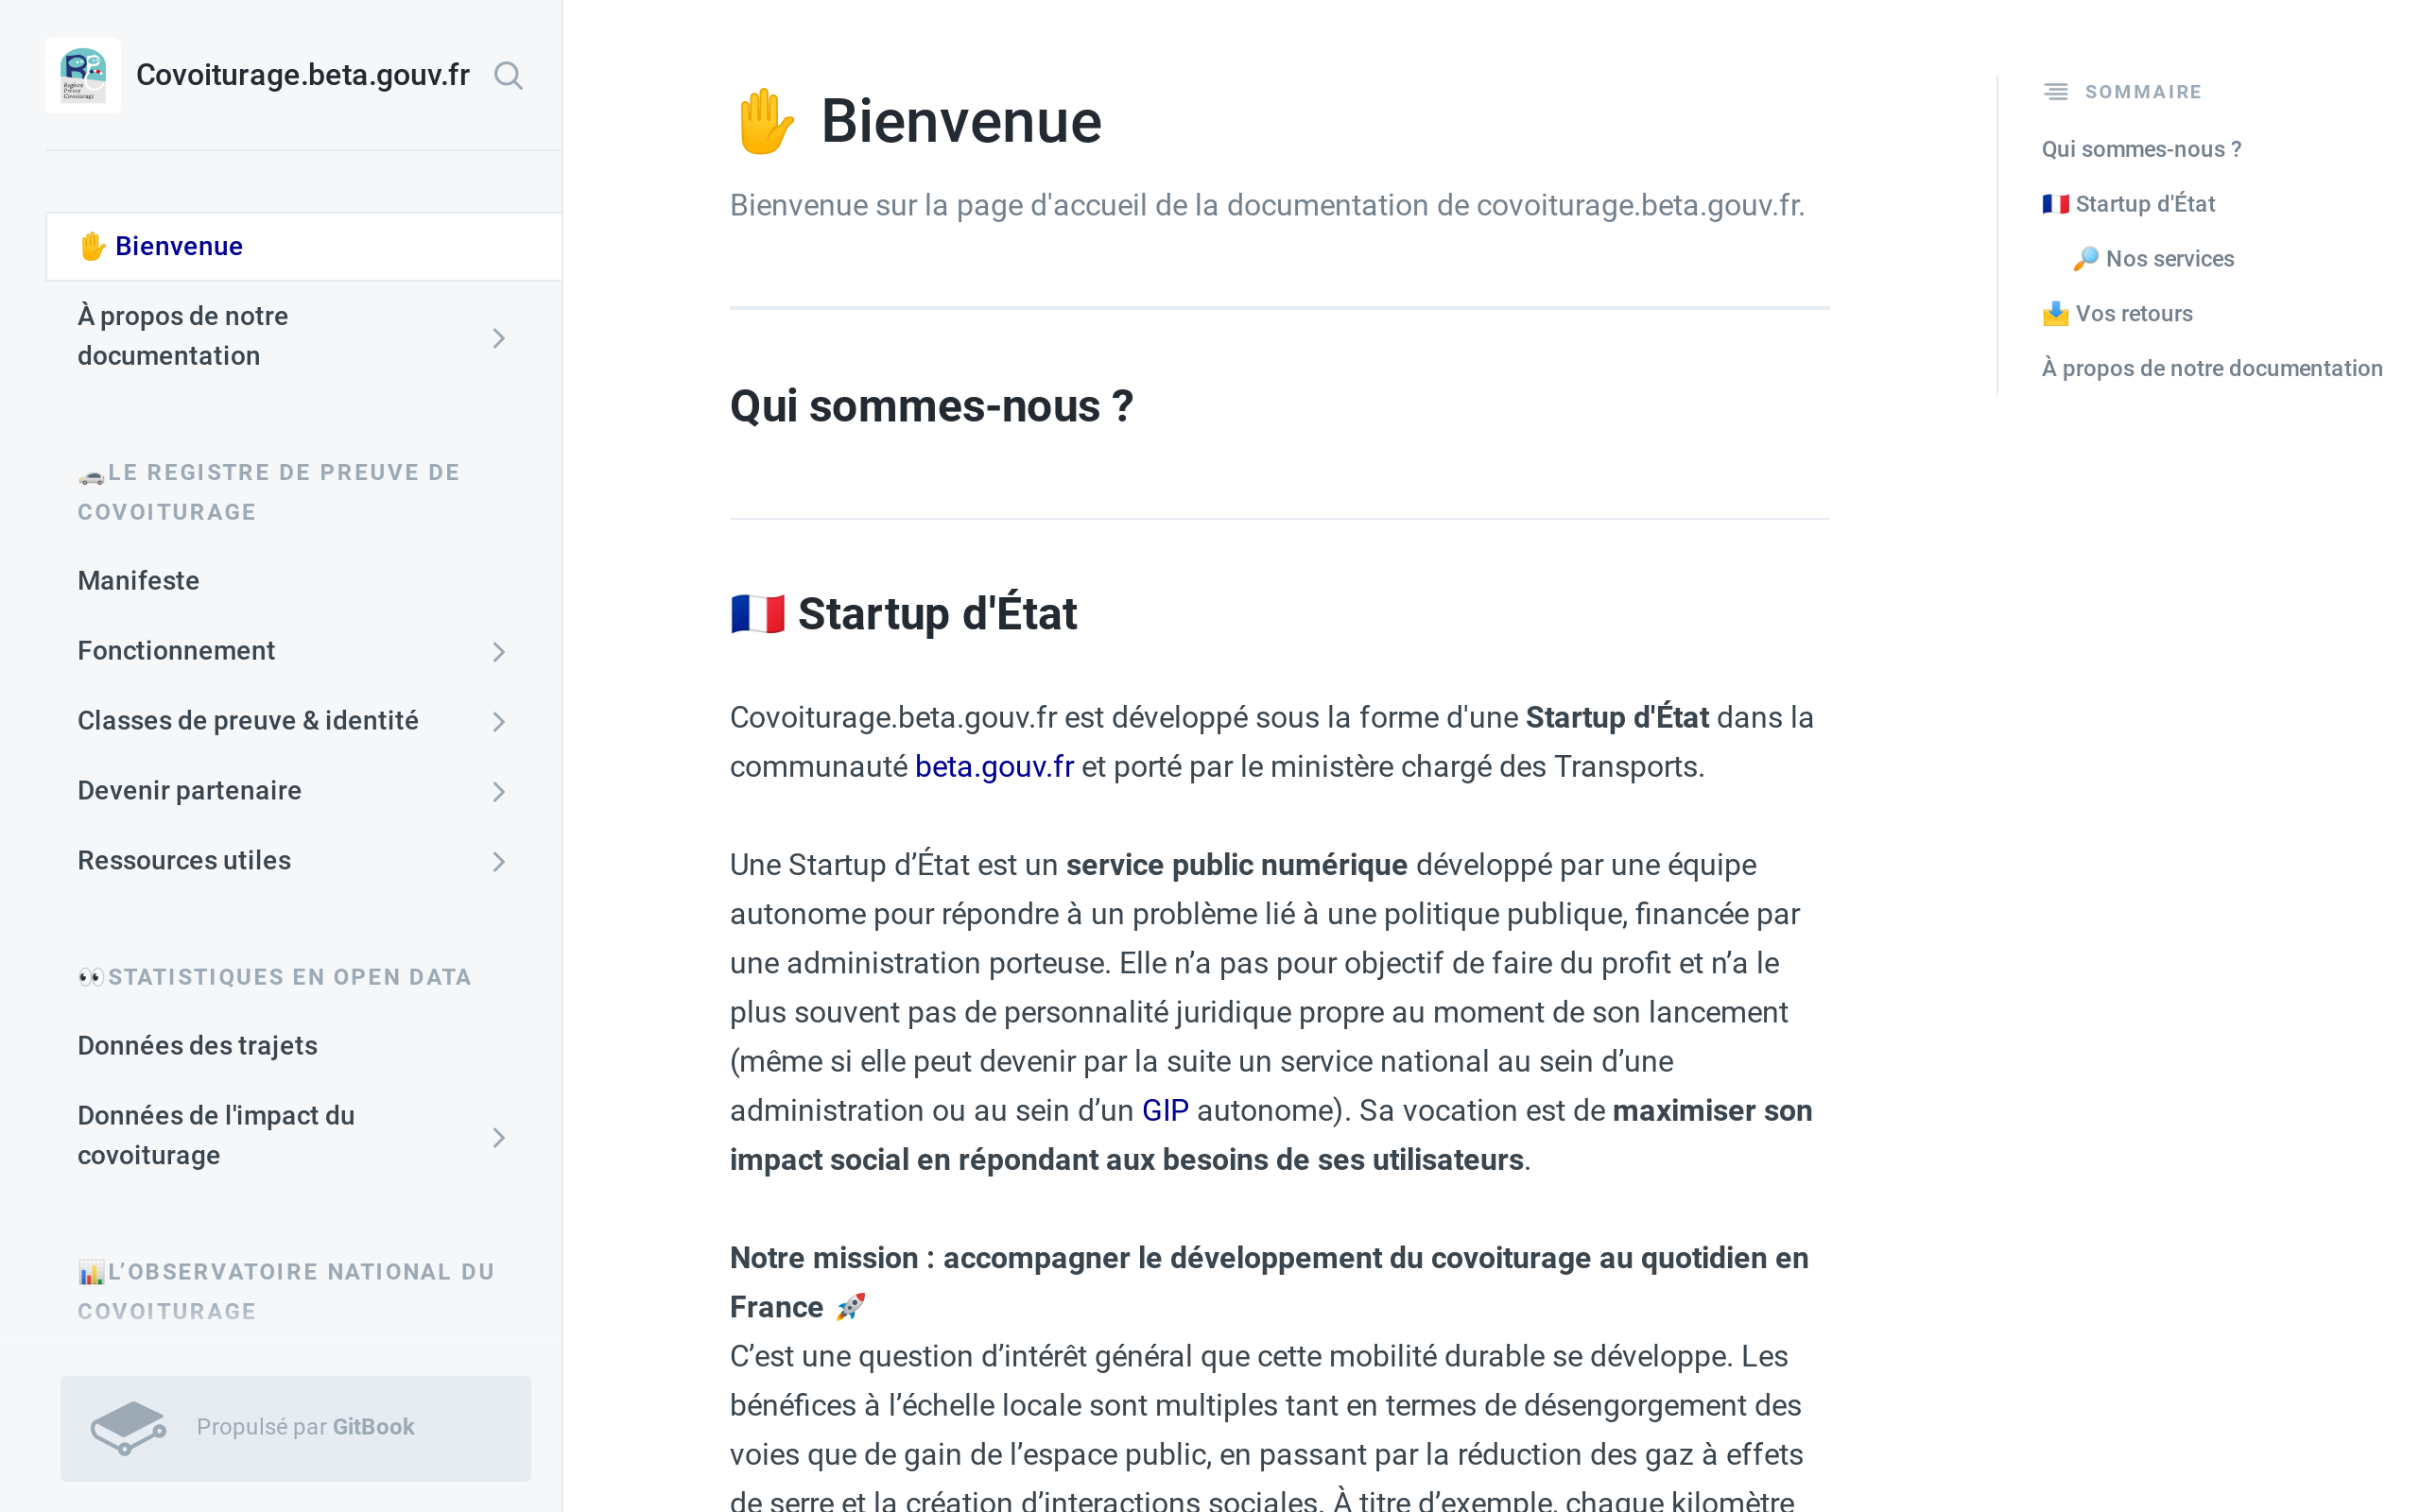 Covoiturage.beta.gouv.fr
✋ Bienvenue
À propos de notre
documentation
🚗LE REGISTRE DE PREUVE DE
COVOITURAGE
Manifeste
Fonctionnement
Classes de preuve & identité
Devenir partenaire
Ressources utiles
👀STATISTIQUES EN OPEN DATA
Données des trajets
Données de l'impact du
covoiturage
📊L’OBSERVATOIRE NATIONAL DU
COVOITURAGE
Propulsé par GitBook
✋ Bienvenue
Bienvenue sur la page d'accueil de la documentation de covoiturage.beta.gouv.fr.
Qui sommes-nous ?
🇫🇷 Startup d'État
Covoiturage.beta.gouv.fr est développé sous la forme d'une Startup d'État dans la
communauté beta.gouv.fr et porté par le ministère chargé des Transports.
Une Startup d’État est un service public numérique développé par une équipe
autonome pour répondre à un problème lié à une politique publique, financée par
une administration porteuse. Elle n’a pas pour objectif de faire du profit et n’a le
plus souvent pas de personnalité juridique propre au moment de son lancement
(même si elle peut devenir par la suite un service national au sein d’une
administration ou au sein d’un GIP autonome). Sa vocation est de maximiser son
impact social en répondant aux besoins de ses utilisateurs.
Notre mission : accompagner le développement du covoiturage au quotidien en
France 🚀
C’est une question d’intérêt général que cette mobilité durable se développe. Les
bénéfices à l’échelle locale sont multiples tant en termes de désengorgement des
voies que de gain de l’espace public, en passant par la réduction des gaz à effets
de serre et la création d’interactions sociales. À titre d’exemple, chaque kilomètre
SOMMAIRE
Qui sommes-nous ?
🇫🇷 Startup d'État
🔎 Nos services
📥 Vos retours
À propos de notre documentation